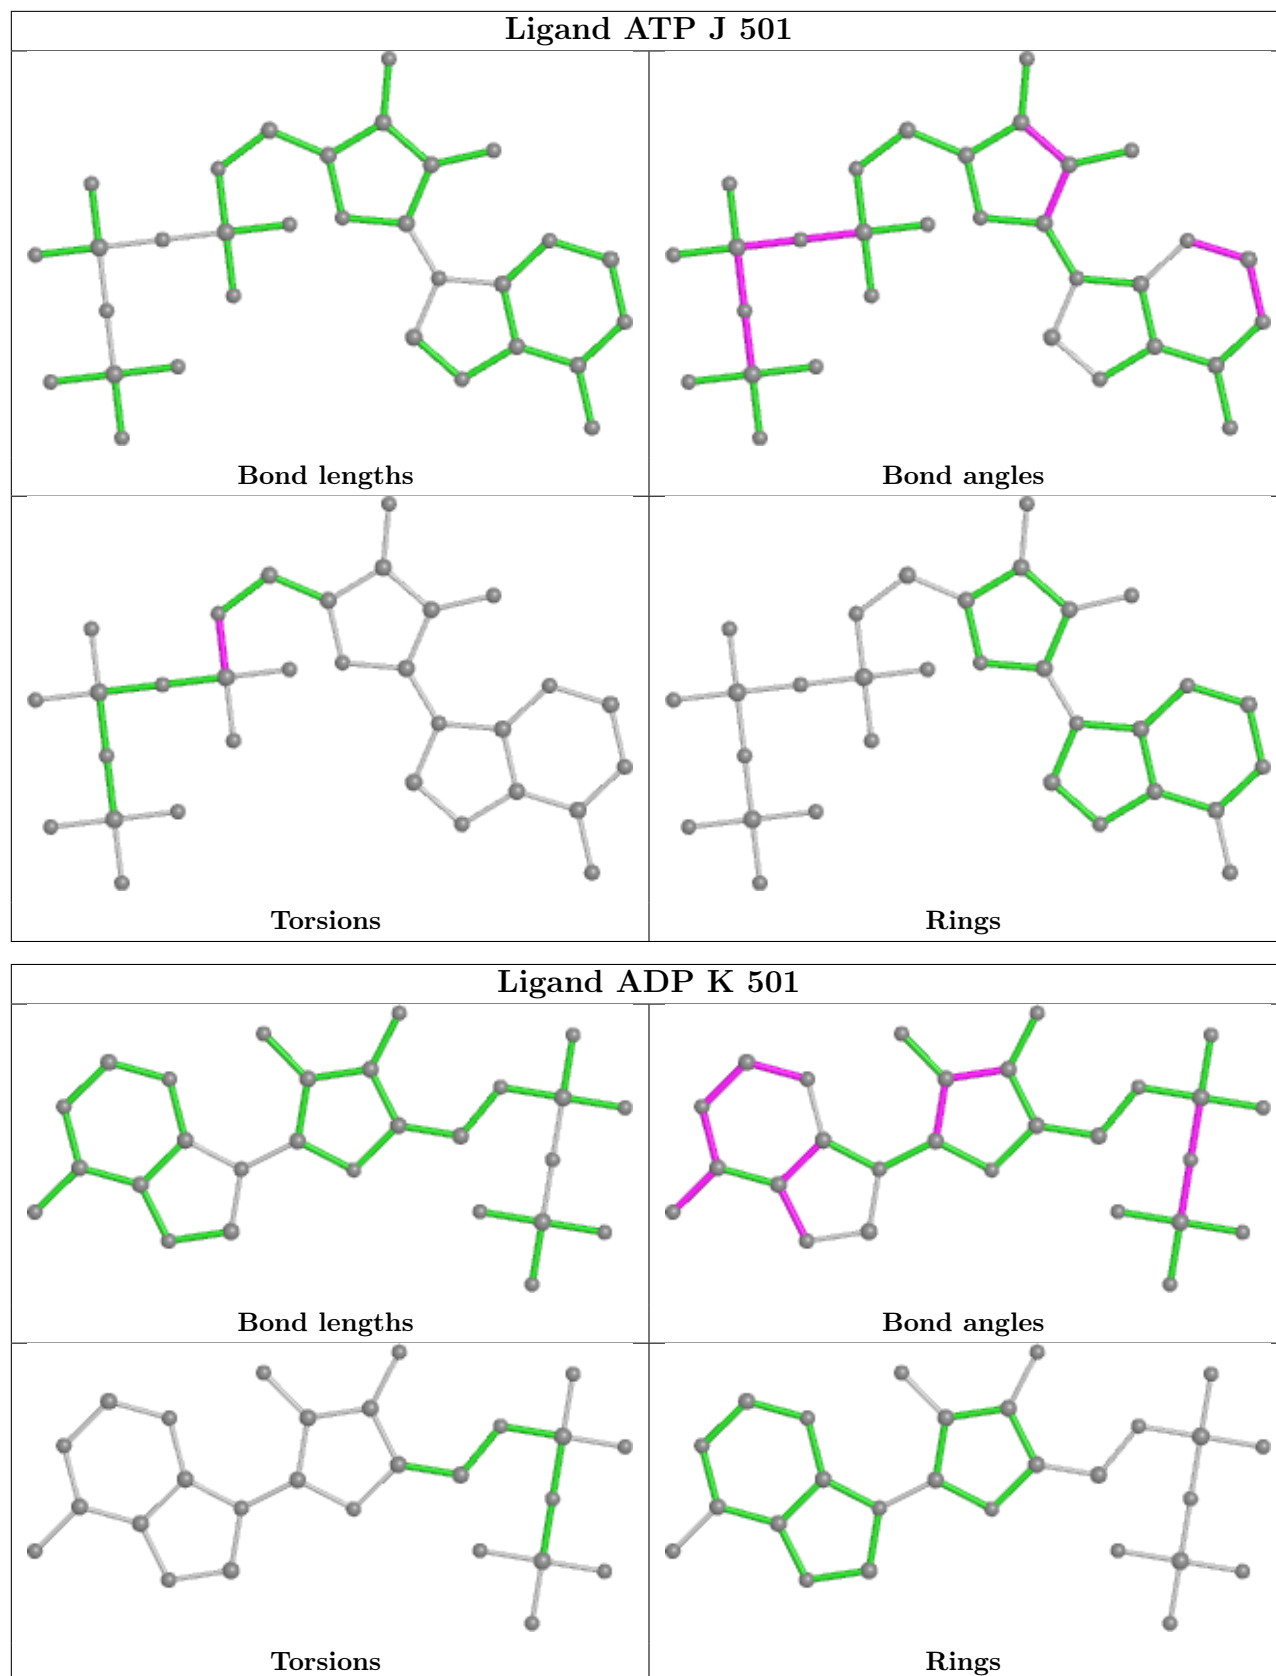 Ligand ATP J 501
Bond lengths
Bond angles
Torsions
Rings
Ligand ADP K 501
Bond lengths
Bond angles
Torsions
Rings